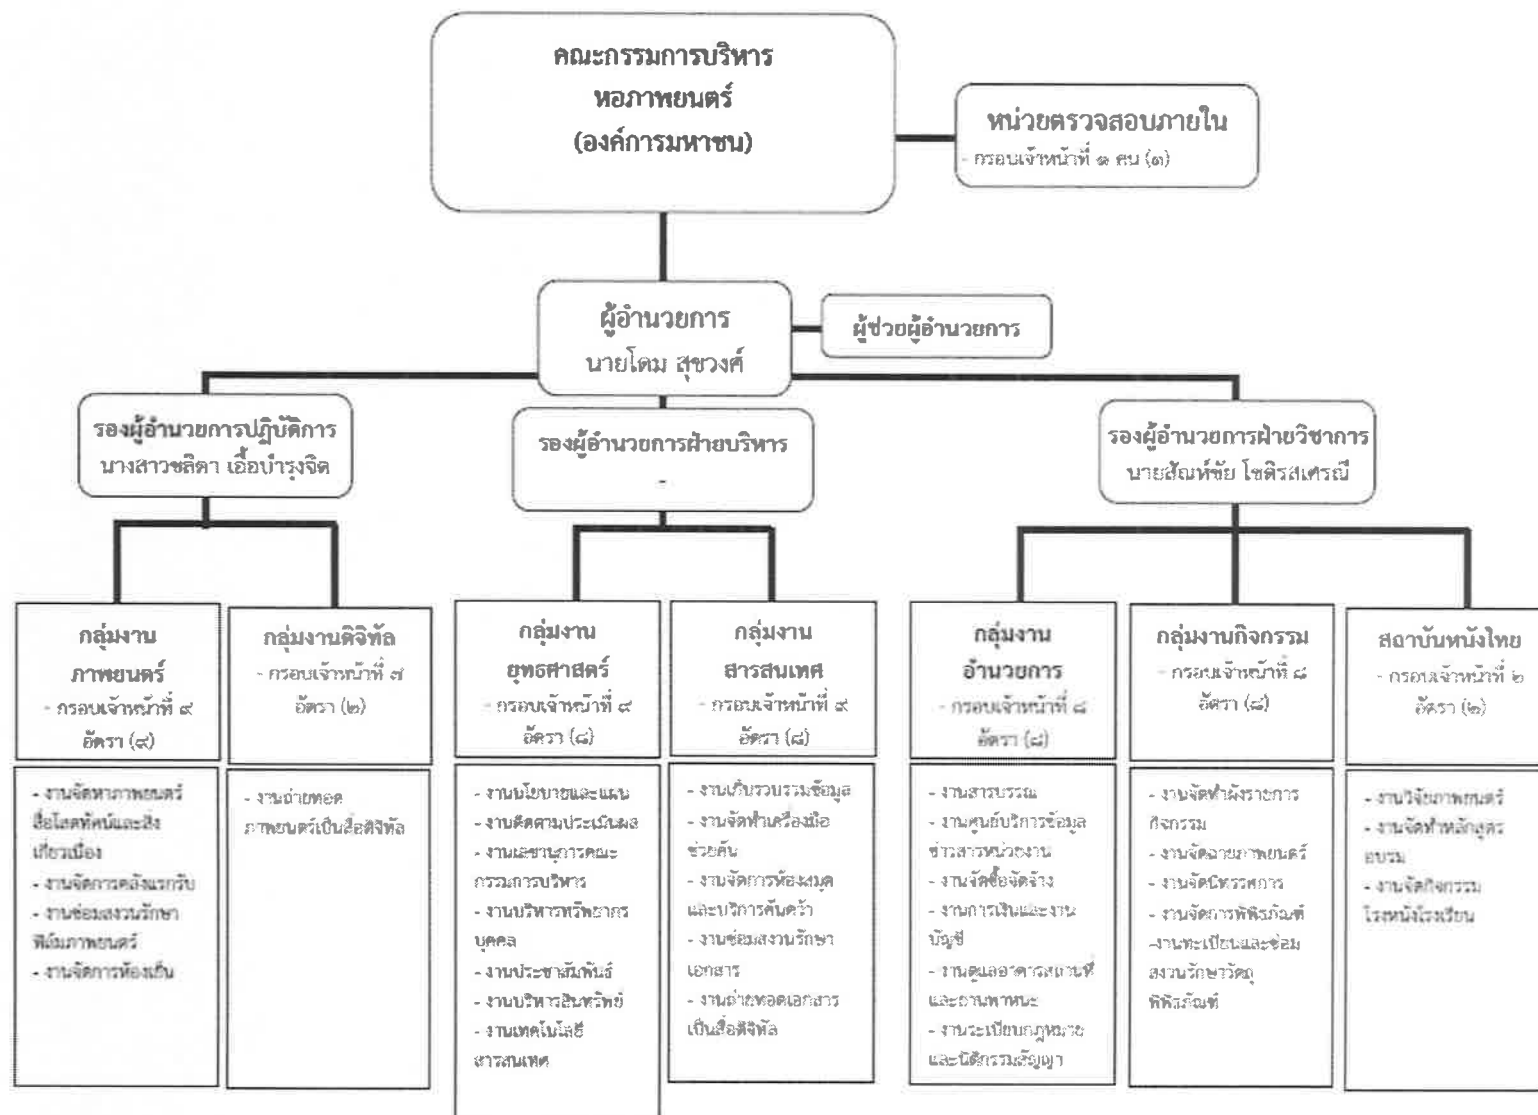 คณะกรรมการบริหาร
หอภาพยนตร์
(องค์การมหาชน)
หน่วยตรวจสอบภายใน
- กรอบเจ้าหน้าที่ ๑ คน (๑)
ผู้อำนวยการ
นายโดม สุขวงศ์
ผู้ช่วยผู้อำนวยการ
รองผู้อำนวยการปฏิบัติการ
นางสาวชลิดา เอื้อบำรุงจิต
รองผู้อำนวยการฝ่ายบริหาร
-
รองผู้อำนวยการฝ่ายวิชาการ
นายสัณห์ชัย โชติรสเศรณี
กลุ่มงาน
ภาพยนตร์
- กรอบเจ้าหน้าที่ ๙
อัตรา (๙)
- งานจัดหาภาพยนตร์
สื่อโสตทัศน์และสิ่ง
เกี่ยวเนื่อง
- งานจัดการคลังแรกรับ
- งานซ่อมสงวนรักษา
ฟิล์มภาพยนตร์
- งานจัดการห้องเย็น
กลุ่มงานดิจิทัล
- กรอบเจ้าหน้าที่ ๗
อัตรา (๒)
- งานถ่ายทอด
ภาพยนตร์เป็นสื่อดิจิทัล
กลุ่มงาน
ยุทธศาสตร์
- กรอบเจ้าหน้าที่ ๙
อัตรา (๘)
- งานนโยบายและแผน
- งานติดตามประเมินผล
- งานเลขานุการคณะ
กรรมการบริหาร
- งานบริหารทรัพยากร
บุคคล
- งานประชาสัมพันธ์
- งานบริหารสินทรัพย์
- งานเทคโนโลยี
สารสนเทศ
กลุ่มงาน
สารสนเทศ
- กรอบเจ้าหน้าที่ ๙
อัตรา (๘)
- งานเก็บรวบรวมข้อมูล
- งานจัดทำเครื่องมือ
ช่วยค้น
- งานจัดการห้องสมุด
และบริการค้นคว้า
- งานซ่อมสงวนรักษา
เอกสาร
- งานถ่ายทอดเอกสาร
เป็นสื่อดิจิทัล
กลุ่มงาน
อำนวยการ
- กรอบเจ้าหน้าที่ ๘
อัตรา (๘)
- งานสารบรรณ
- งานศูนย์บริการข้อมูล
ข่าวสารหน่วยงาน
- งานจัดซื้อจัดจ้าง
- งานการเงินและงาน
บัญชี
- งานดูแลอาคารสถานที่
และยานพาหนะ
- งานระเบียบกฎหมาย
และนิติกรรมสัญญา
กลุ่มงานกิจกรรม
- กรอบเจ้าหน้าที่ ๘
อัตรา (๘)
- งานจัดทำผังรายการ
กิจกรรม
- งานจัดฉายภาพยนตร์
- งานจัดนิทรรศการ
- งานจัดการพิพิธภัณฑ์
-งานทะเบียนและซ่อม
สงวนรักษาวัตถุ
พิพิธภัณฑ์
สถาบันหนังไทย
- กรอบเจ้าหน้าที่ ๒
อัตรา (๒)
- งานวิจัยภาพยนตร์
- งานจัดทำหลักสูตร
อบรม
- งานจัดกิจกรรม
โรงหนังโรงเรียน